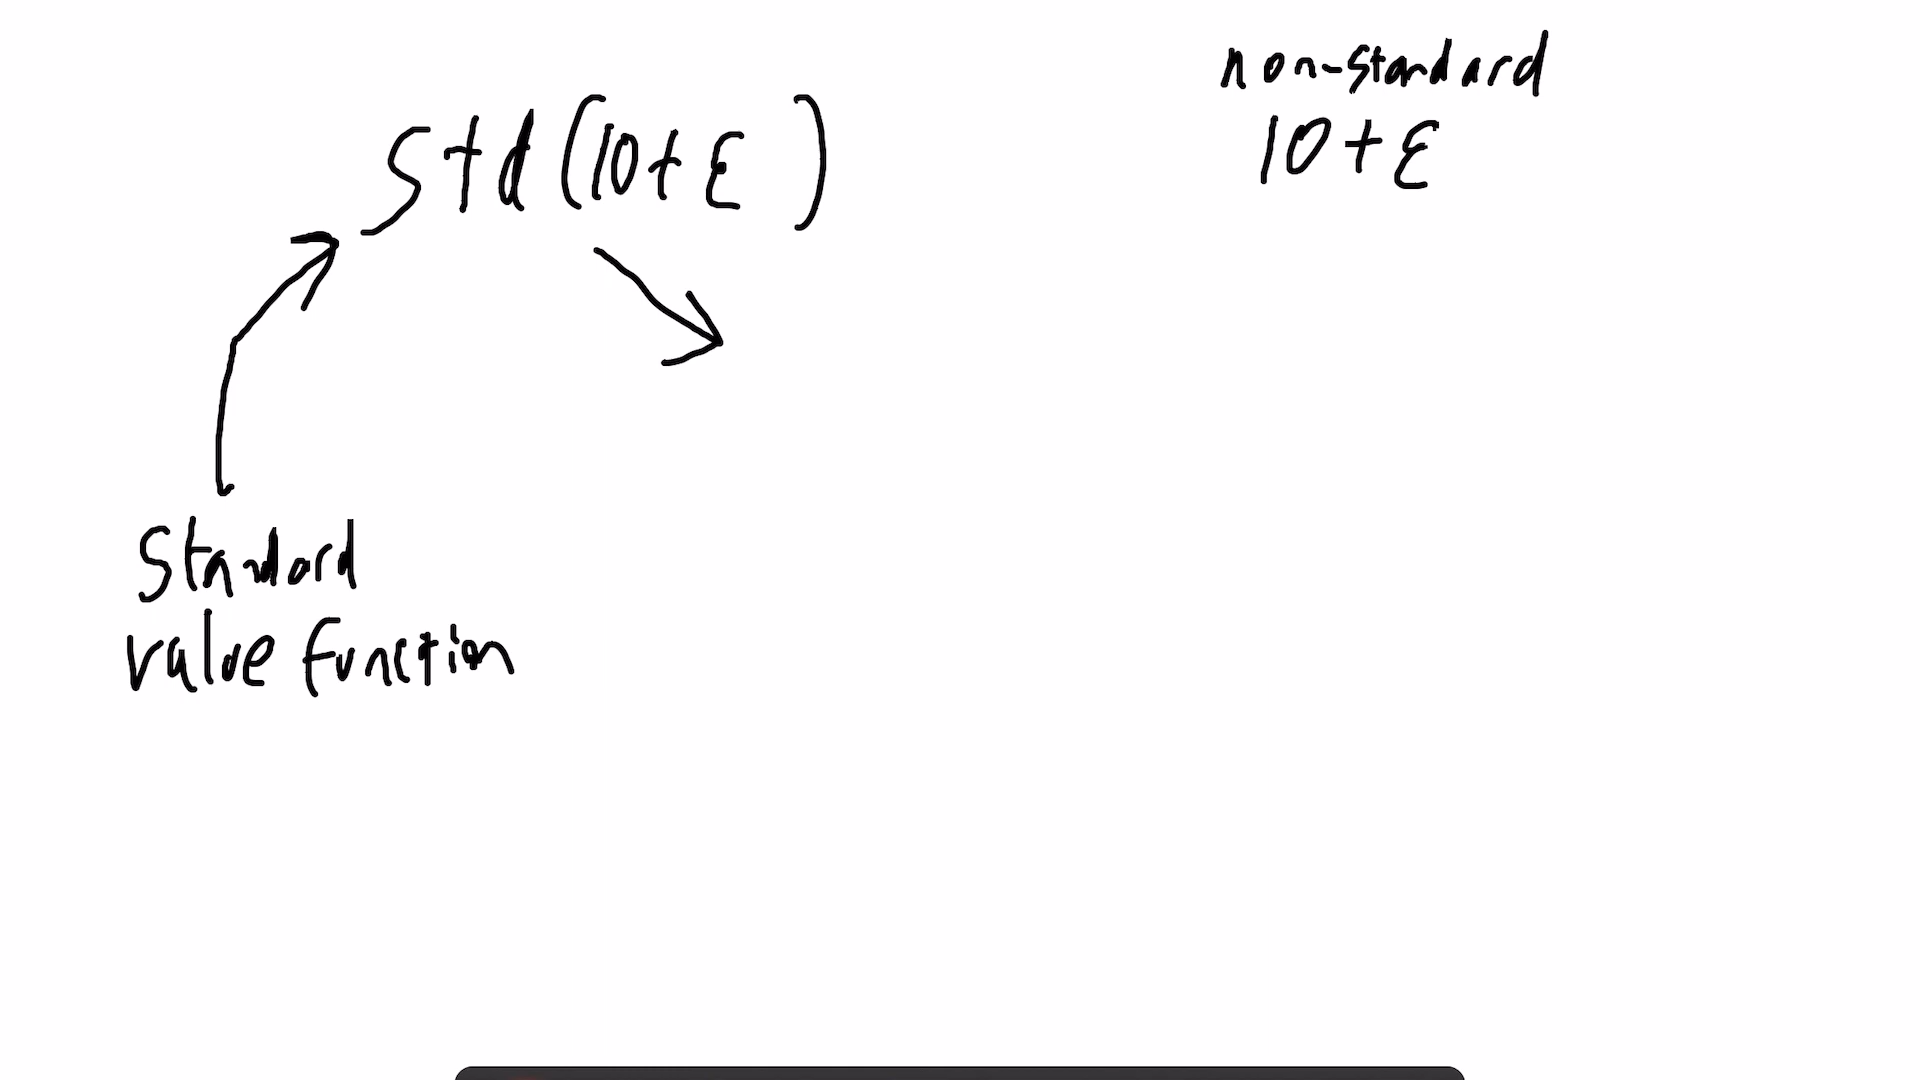 non-standard
10+ε
Std(10+ε)
Standard
value function